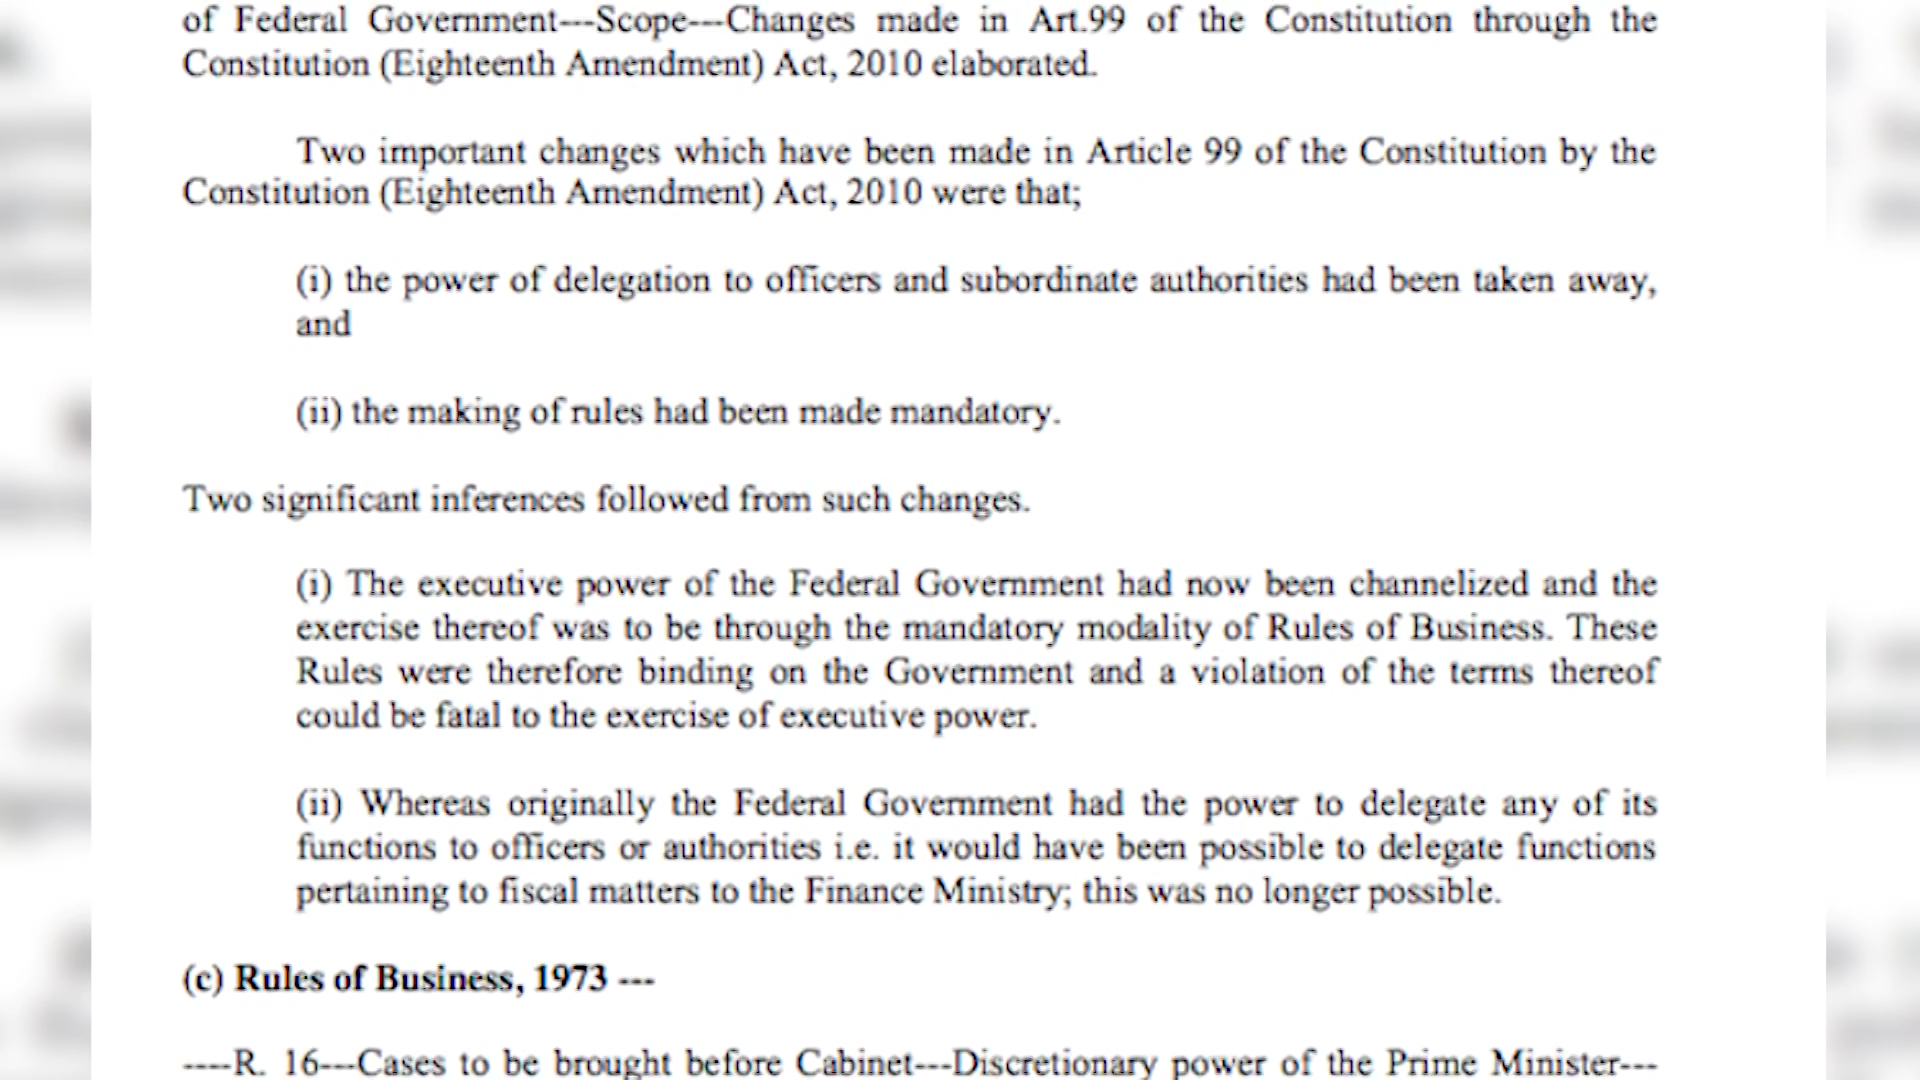 of Federal Government---Scope---Changes made in Art.99 of the Constitution through the
Constitution (Eighteenth Amendment) Act, 2010 elaborated.
Two important changes which have been made in Article 99 of the Constitution by the
Constitution (Eighteenth Amendment) Act, 2010 were that;
(i) the power of delegation to officers and subordinate authorities had been taken away,
and
(ii) the making of rules had been made mandatory.
Two significant inferences followed from such changes.
(i) The executive power of the Federal Government had now been channelized and the
exercise thereof was to be through the mandatory modality of Rules of Business. These
Rules were therefore binding on the Government and a violation of the terms thereof
could be fatal to the exercise of executive power.
(ii) Whereas originally the Federal Government had the power to delegate any of its
functions to officers or authorities i.e. it would have been possible to delegate functions
pertaining to fiscal matters to the Finance Ministry; this was no longer possible.
(c) Rules of Business, 1973 ---
----R. 16---Cases to be brought before Cabinet---Discretionary power of the Prime Minister---